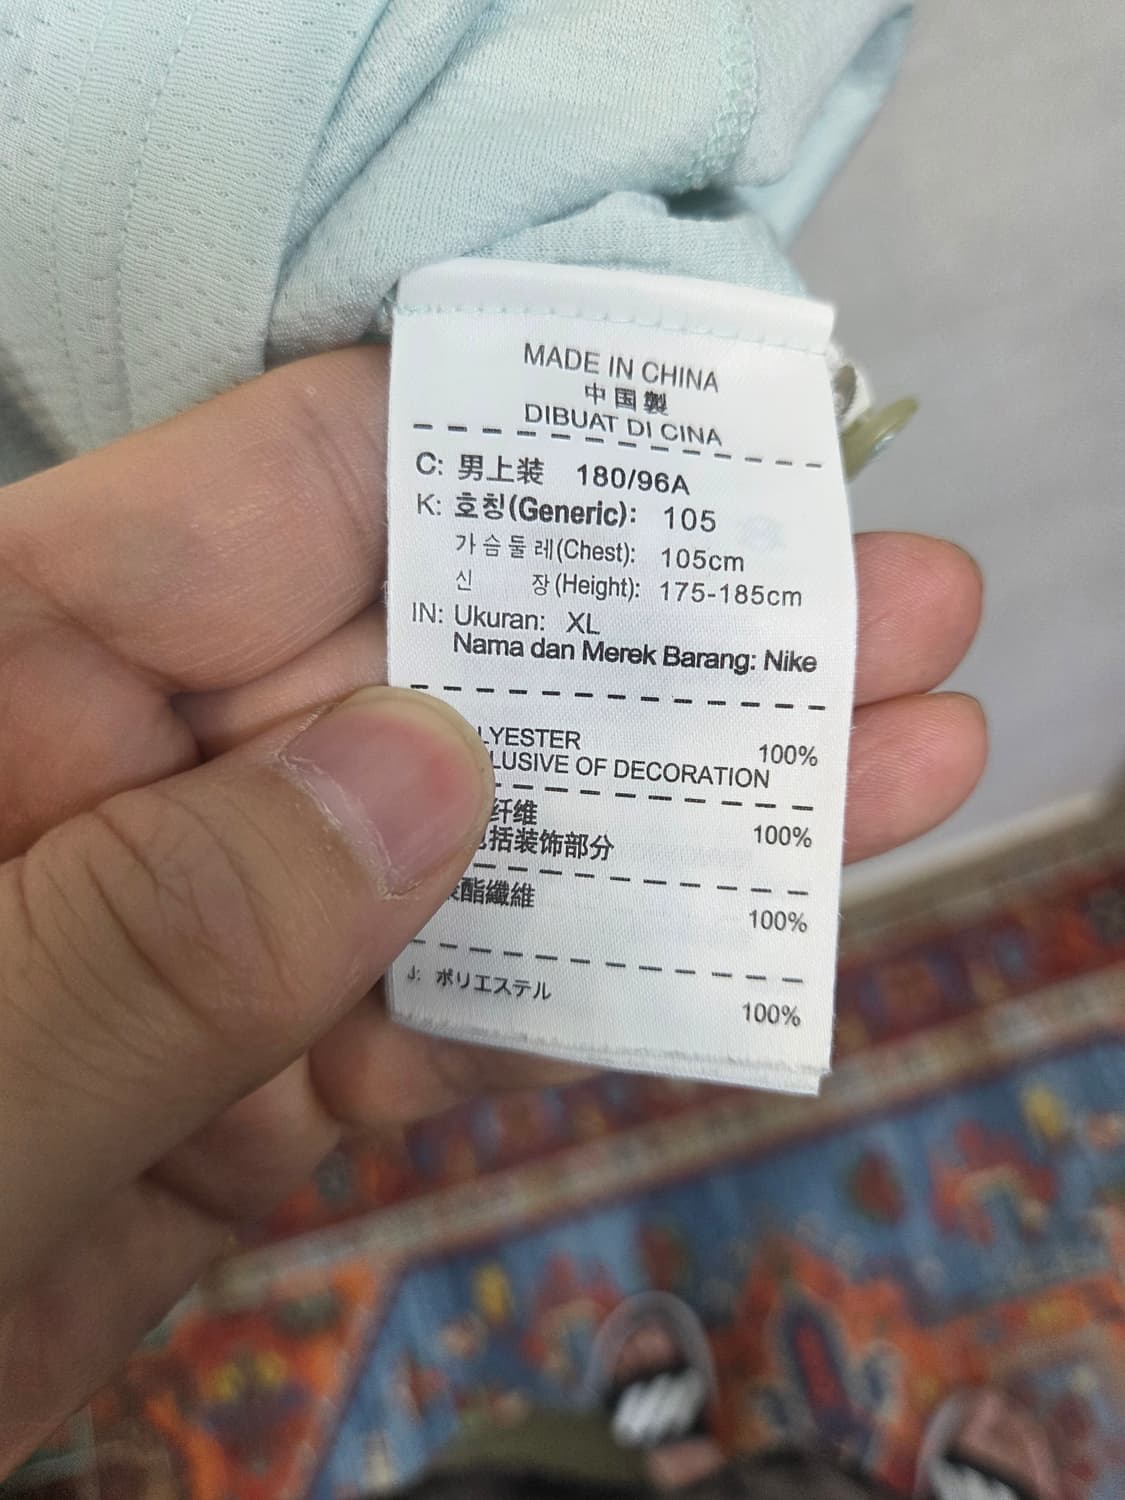 MADE IN CHINA
中国製
DIBUAT DI CINA
C: 男上装 180/96A
K: 호칭(Generic): 105
가슴둘레(Chest): 105cm
신 장(Height): 175-185cm
IN: Ukuran: XL
Nama dan Merek Barang: Nike
LYESTER 100%
LUSIVE OF DECORATION
纤维 100%
括装饰部分
酯纖維 100%
J: ポリエステル 100%